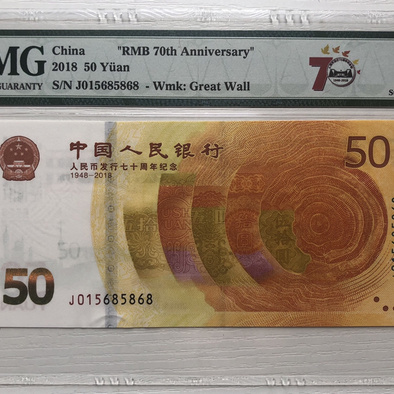 MG
China "RMB 70th Anniversary"
2018 50 Yüan
GUARANTY
S/N J015685868 - Wmk: Great Wall
70
中国人民银行
人民币发行七十周年纪念
1948-2018
50
50
J015685868